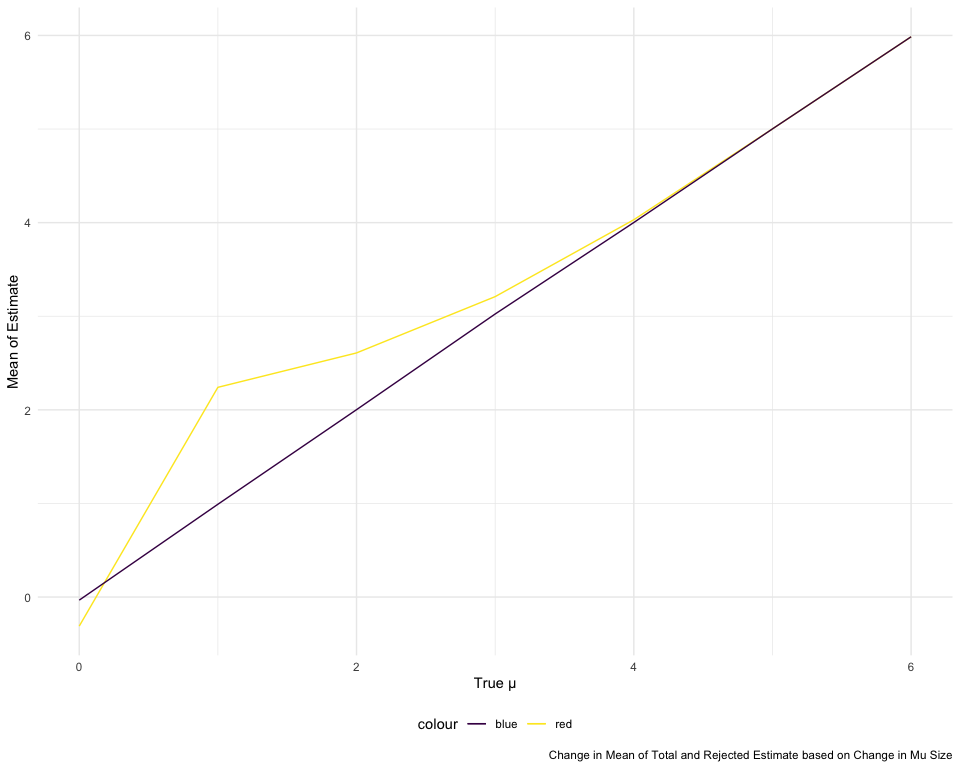 6
4
2
0
Mean of Estimate
0 2 4 6
True μ
colour blue red
Change in Mean of Total and Rejected Estimate based on Change in Mu Size